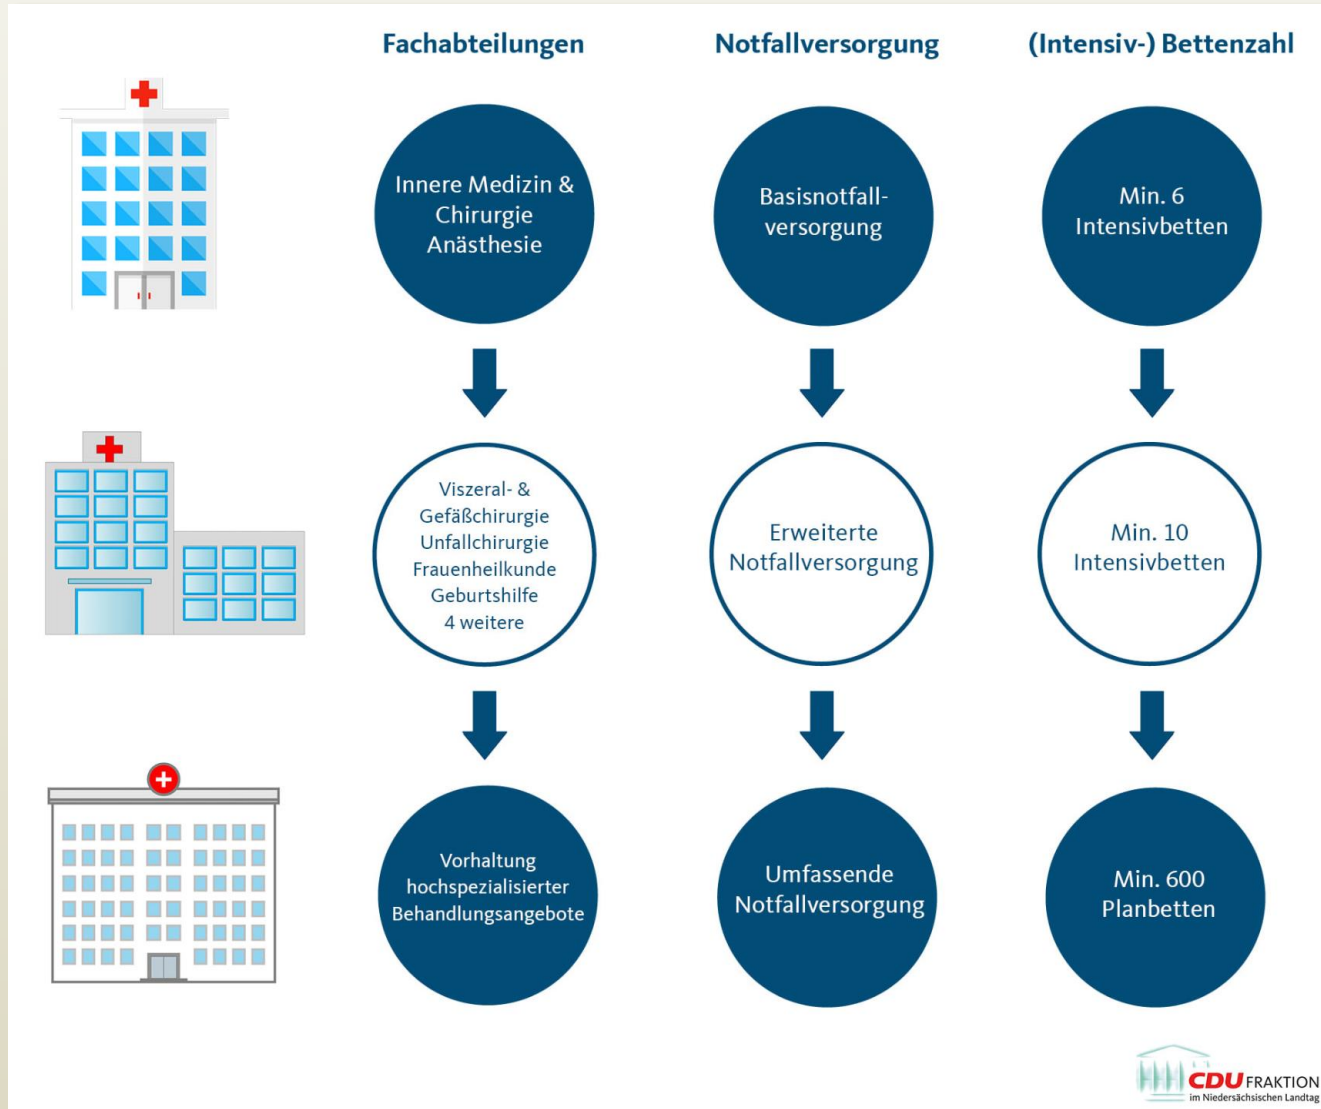 Fachabteilungen
Notfallversorgung
(Intensiv-) Bettenzahl
Innere Medizin &
Chirurgie
Anästhesie
Basisnotfall-
versorgung
Min. 6
Intensivbetten
Viszeral- &
Gefäßchirurgie
Unfallchirurgie
Frauenheilkunde
Geburtshilfe
4 weitere
Erweiterte
Notfallversorgung
Min. 10
Intensivbetten
Vorhaltung
hochspezialisierter
Behandlungsangebote
Umfassende
Notfallversorgung
Min. 600
Planbetten
CDU FRAKTION
im Niedersächsischen Landtag